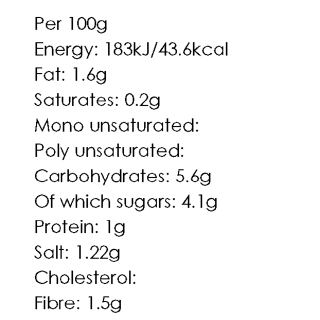 Per 100g
Energy: 183kJ/43.6kcal
Fat: 1.6g
Saturates: 0.2g
Mono unsaturated:
Poly unsaturated:
Carbohydrates: 5.6g
Of which sugars: 4.1g
Protein: 1g
Salt: 1.22g
Cholesterol:
Fibre: 1.5g